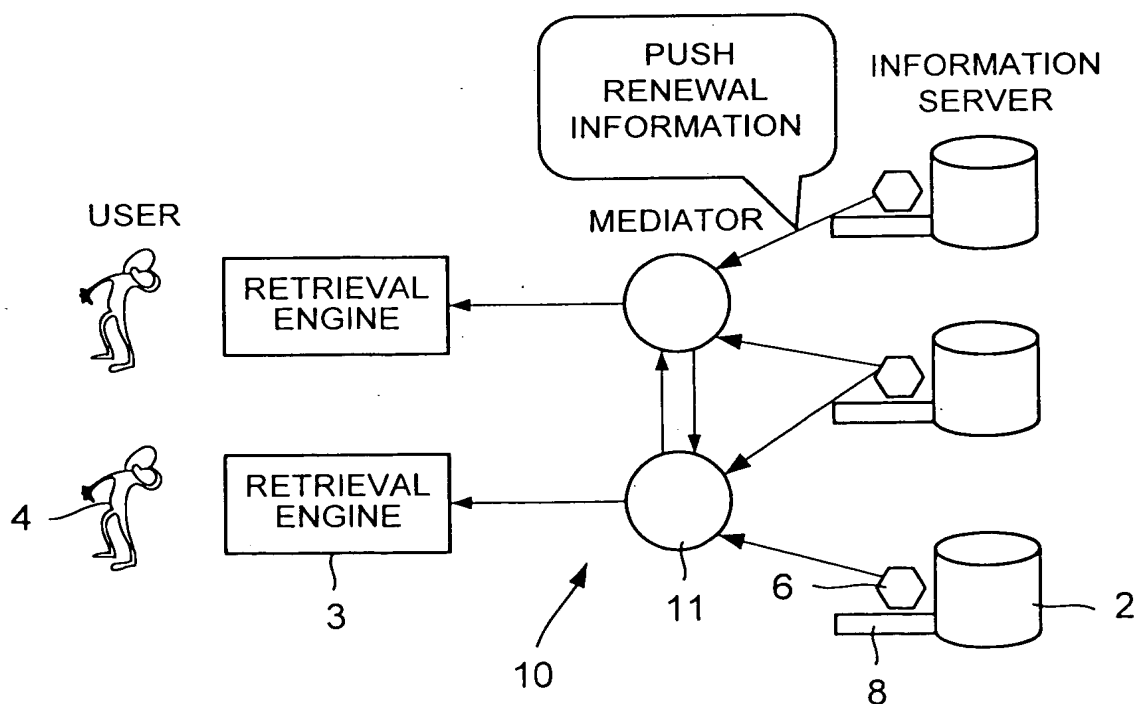 PUSH
RENEWAL
INFORMATION
INFORMATION
SERVER
USER
MEDIATOR
RETRIEVAL
ENGINE
RETRIEVAL
ENGINE
4
3
11
6
2
10
8